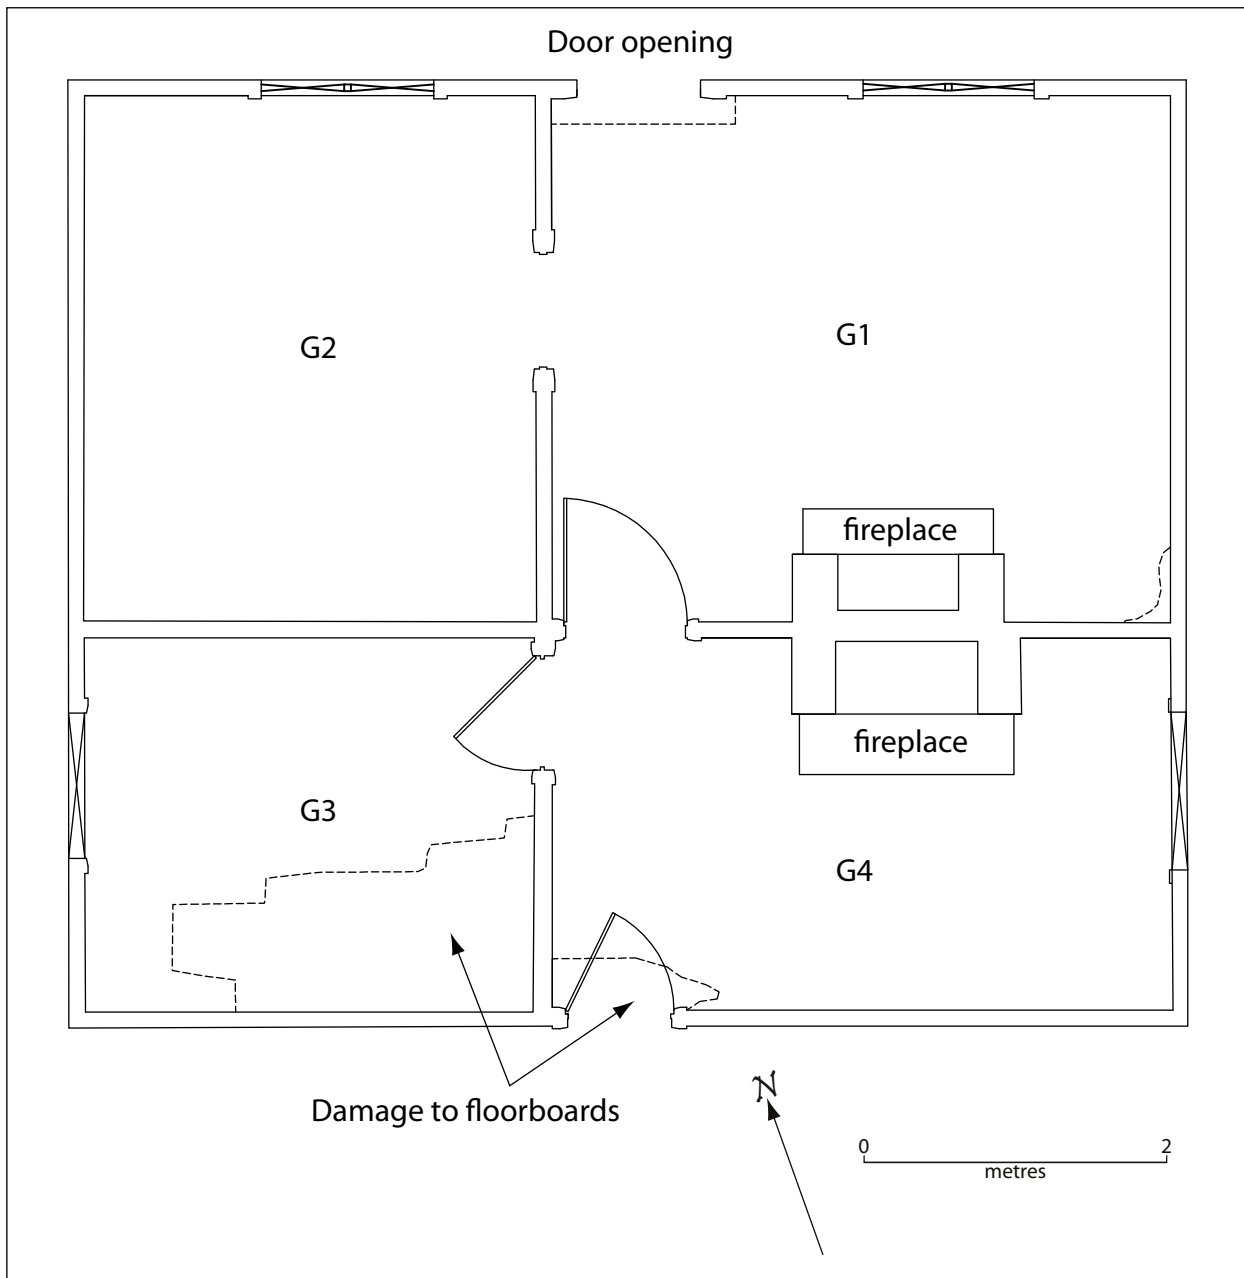 Door opening
G2
G1
fireplace
fireplace
G3
G4
Damage to floorboards
N
0 2
metres